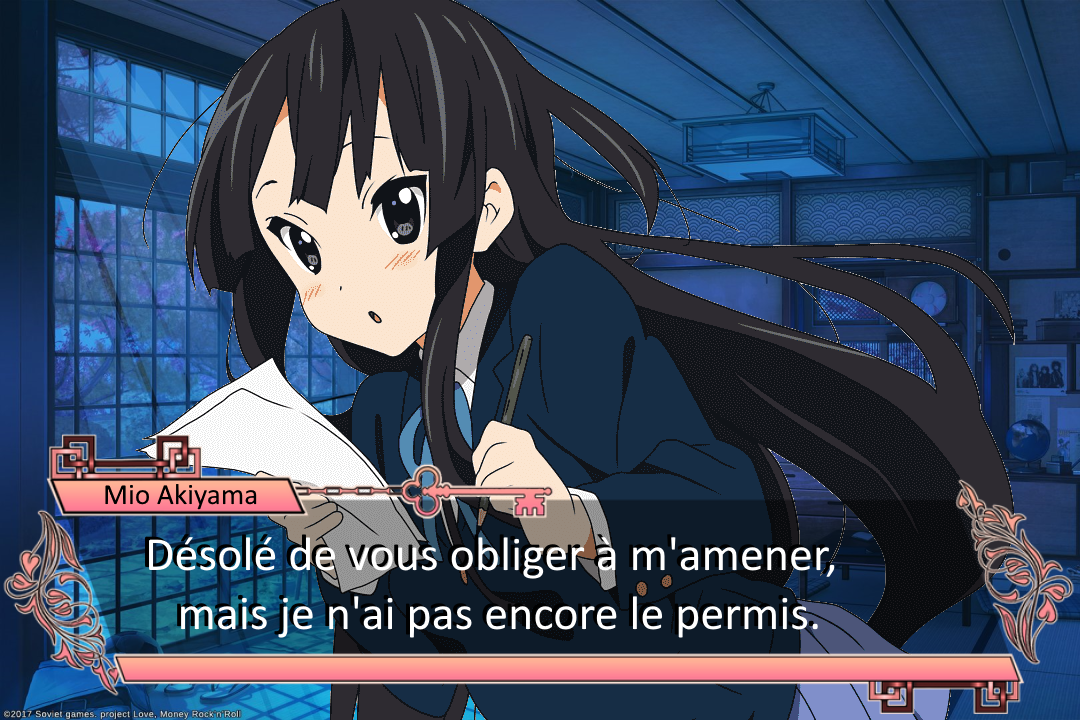 Mio Akiyama
Désolé de vous obliger à m'amener,
mais je n'ai pas encore le permis.
©2017 Soviet games. project Love, Money Rock'n'Roll